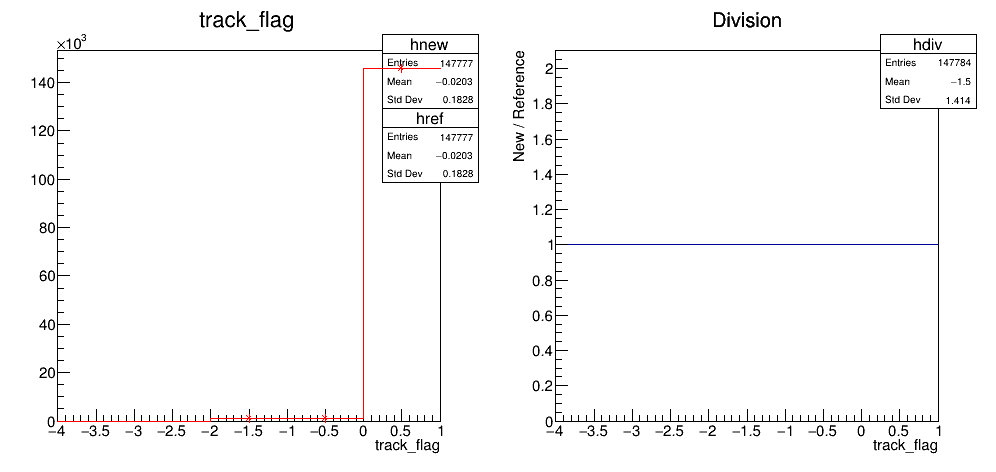 track_flag
×10³
140
120
100
80
60
40
20
0
−4 −3.5 −3 −2.5 −2 −1.5 −1 −0.5 0 0.5 1
track_flag
hnew
Entries 147777
Mean −0.0203
Std Dev 0.1828
href
Entries 147777
Mean −0.0203
Std Dev 0.1828
Division
New / Reference
2
1.8
1.6
1.4
1.2
1
0.8
0.6
0.4
0.2
0
−4 −3.5 −3 −2.5 −2 −1.5 −1 −0.5 0 0.5 1
track_flag
hdiv
Entries 147784
Mean −1.5
Std Dev 1.414